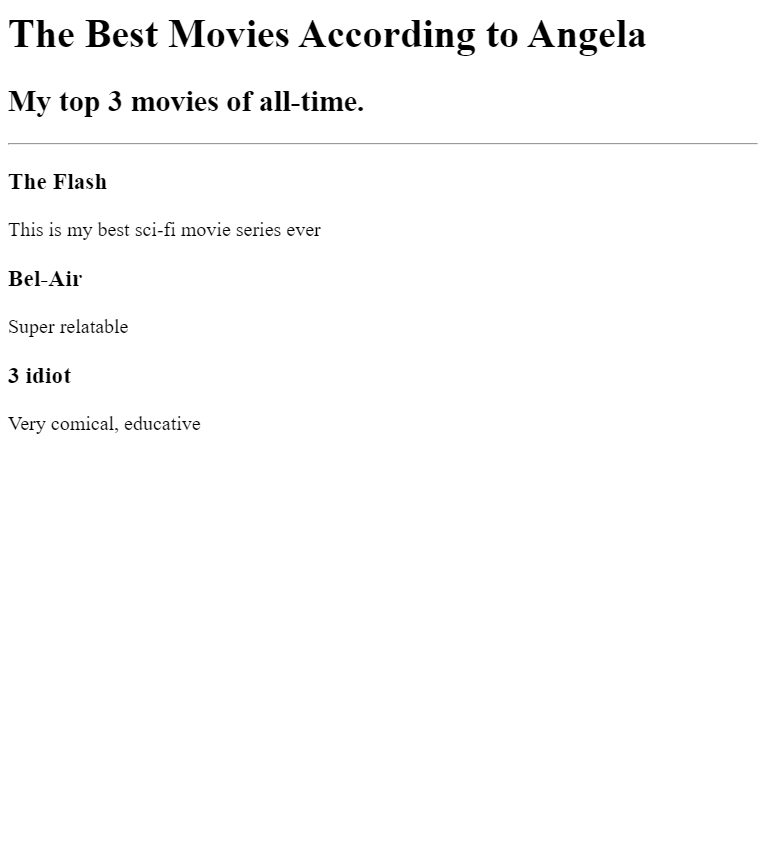 The Best Movies According to Angela
My top 3 movies of all-time.
The Flash
This is my best sci-fi movie series ever
Bel-Air
Super relatable
3 idiot
Very comical, educative